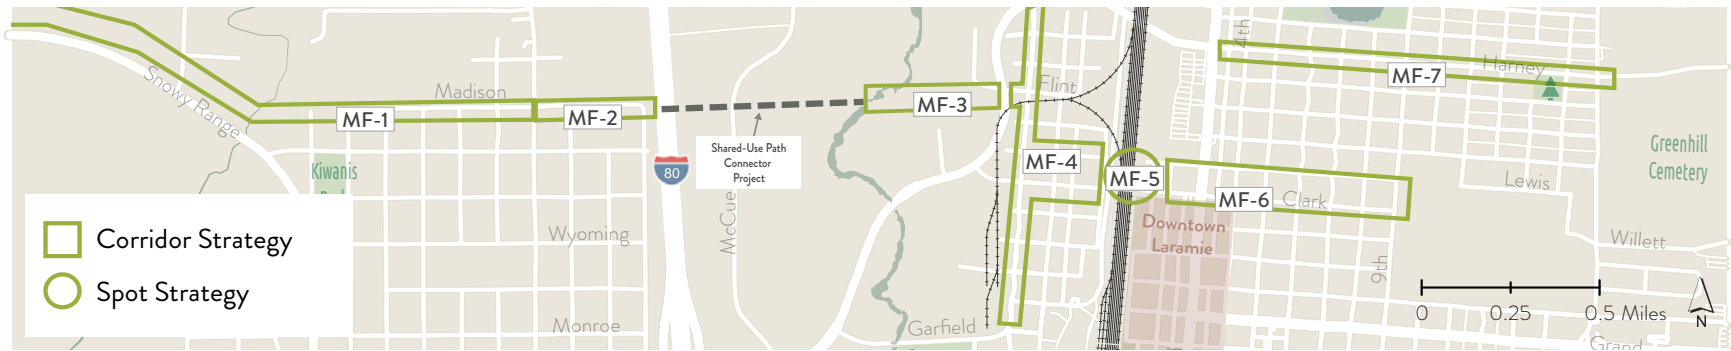 4th
Harney
MF-7
Madison
Snowy Range
MF-1
MF-2
MF-3
Flint
Shared-Use Path
Connector
Project
80
Kiwanis
MF-4
MF-5
MF-6
Clark
Lewis
Greenhill
Cemetery
McCue
Wyoming
Downtown
Laramie
9th
Willett
Corridor Strategy
Spot Strategy
Monroe
Garfield
0 0.25 0.5 Miles
N
Grand